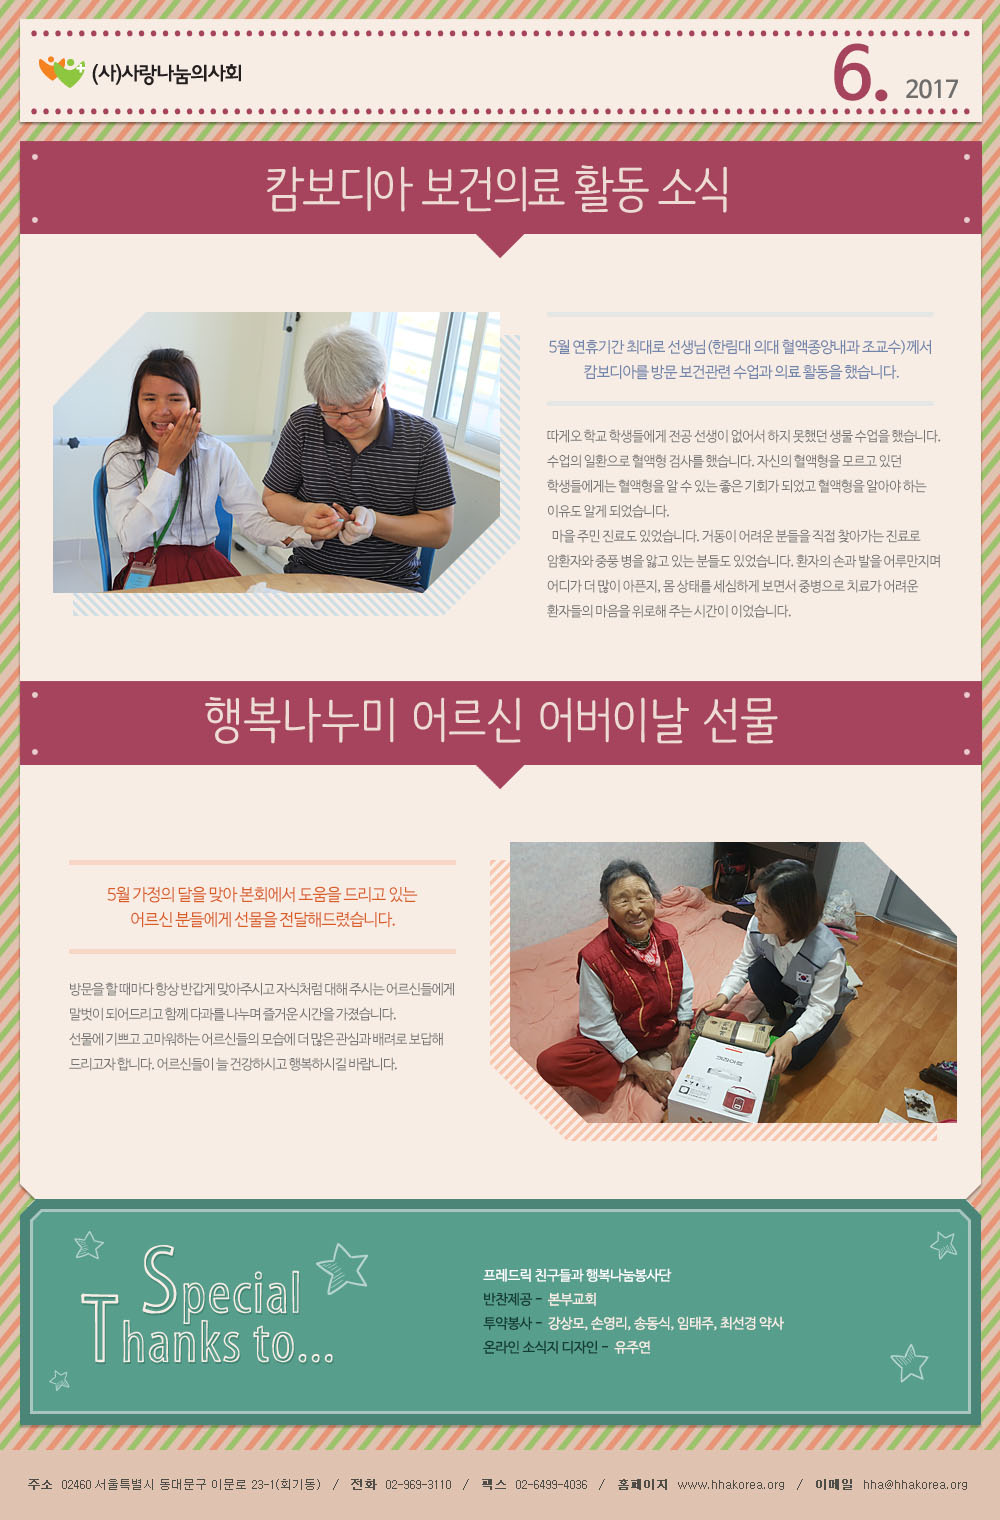 (사)사랑나눔의사회
6. 2017
캄보디아 보건의료 활동 소식
5월 연휴기간 최대로 선생님(한림대 의대 혈액종양내과 조교수)께서
캄보디아를 방문 보건관련 수업과 의료 활동을 했습니다.
따게오 학교 학생들에게 전공 선생이 없어서 하지 못했던 생물 수업을 했습니다.
수업의 일환으로 혈액형 검사를 했습니다. 자신의 혈액형을 모르고 있던
학생들에게는 혈액형을 알 수 있는 좋은 기회가 되었고 혈액형을 알아야 하는
이유도 알게 되었습니다.
마을 주민 진료도 있었습니다. 거동이 어려운 분들을 직접 찾아가는 진료로
암환자와 중풍 병을 앓고 있는 분들도 있었습니다. 환자의 손과 발을 어루만지며
어디가 더 많이 아픈지, 몸 상태를 세심하게 보면서 중병으로 치료가 어려운
환자들의 마음을 위로해 주는 시간이 이었습니다.
행복나누미 어르신 어버이날 선물
5월 가정의 달을 맞아 본회에서 도움을 드리고 있는
어르신 분들에게 선물을 전달해드렸습니다.
방문을 할 때마다 항상 반갑게 맞아주시고 자식처럼 대해 주시는 어르신들에게
말벗이 되어드리고 함께 다과를 나누며 즐거운 시간을 가졌습니다.
선물에 기쁘고 고마워하는 어르신들의 모습에 더 많은 관심과 배려로 보답해
드리고자 합니다. 어르신들이 늘 건강하시고 행복하시길 바랍니다.
Special
Thanks to...
프레드릭 친구들과 행복나눔봉사단
반찬제공 - 본부교회
투약봉사 - 강상모, 손영리, 송동식, 임태주, 최선경 약사
온라인 소식지 디자인 - 유주연
주소 02460 서울특별시 동대문구 이문로 23-1(회기동) / 전화 02-969-3110 / 팩스 02-6499-4036 / 홈페이지 www.hhakorea.org / 이메일 hha@hhakorea.org